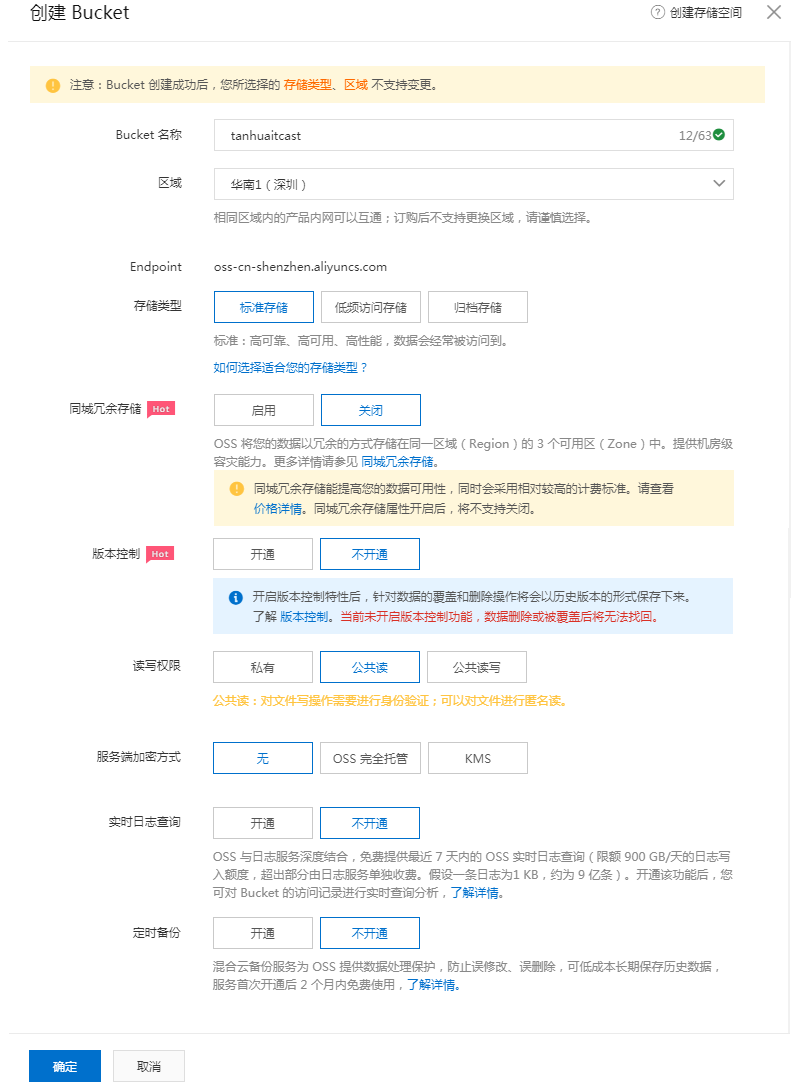 创建 Bucket
创建存储空间
注意：Bucket 创建成功后，您所选择的 存储类型、区域 不支持变更。
Bucket 名称
tanhuaitcast
12/63
区域
华南1（深圳）
相同区域内的产品内网可以互通；订购后不支持更换区域，请谨慎选择。
Endpoint
oss-cn-shenzhen.aliyuncs.com
存储类型
标准存储
低频访问存储
归档存储
标准：高可靠、高可用、高性能，数据会经常被访问到。
如何选择适合您的存储类型？
同城冗余存储 Hot
启用
关闭
OSS 将您的数据以冗余的方式存储在同一区域（Region）的 3 个可用区（Zone）中。提供机房级
容灾能力。更多详情请参见 同城冗余存储。
同城冗余存储能提高您的数据可用性，同时会采用相对较高的计费标准。请查看
价格详情。同城冗余存储属性开启后，将不支持关闭。
版本控制 Hot
开通
不开通
开启版本控制特性后，针对数据的覆盖和删除操作将会以历史版本的形式保存下来。
了解 版本控制。当前未开启版本控制功能，数据删除或被覆盖后将无法找回。
读写权限
私有
公共读
公共读写
公共读：对文件写操作需要进行身份验证；可以对文件进行匿名读。
服务端加密方式
无
OSS 完全托管
KMS
实时日志查询
开通
不开通
OSS 与日志服务深度结合，免费提供最近 7 天内的 OSS 实时日志查询（限额 900 GB/天的日志写
入额度，超出部分由日志服务单独收费。假设一条日志为1 KB，约为 9 亿条）。开通该功能后，您
可对 Bucket 的访问记录进行实时查询分析，了解详情。
定时备份
开通
不开通
混合云备份服务为 OSS 提供数据处理保护，防止误修改、误删除，可低成本长期保存历史数据，
服务首次开通后 2 个月内免费使用，了解详情。
确定
取消